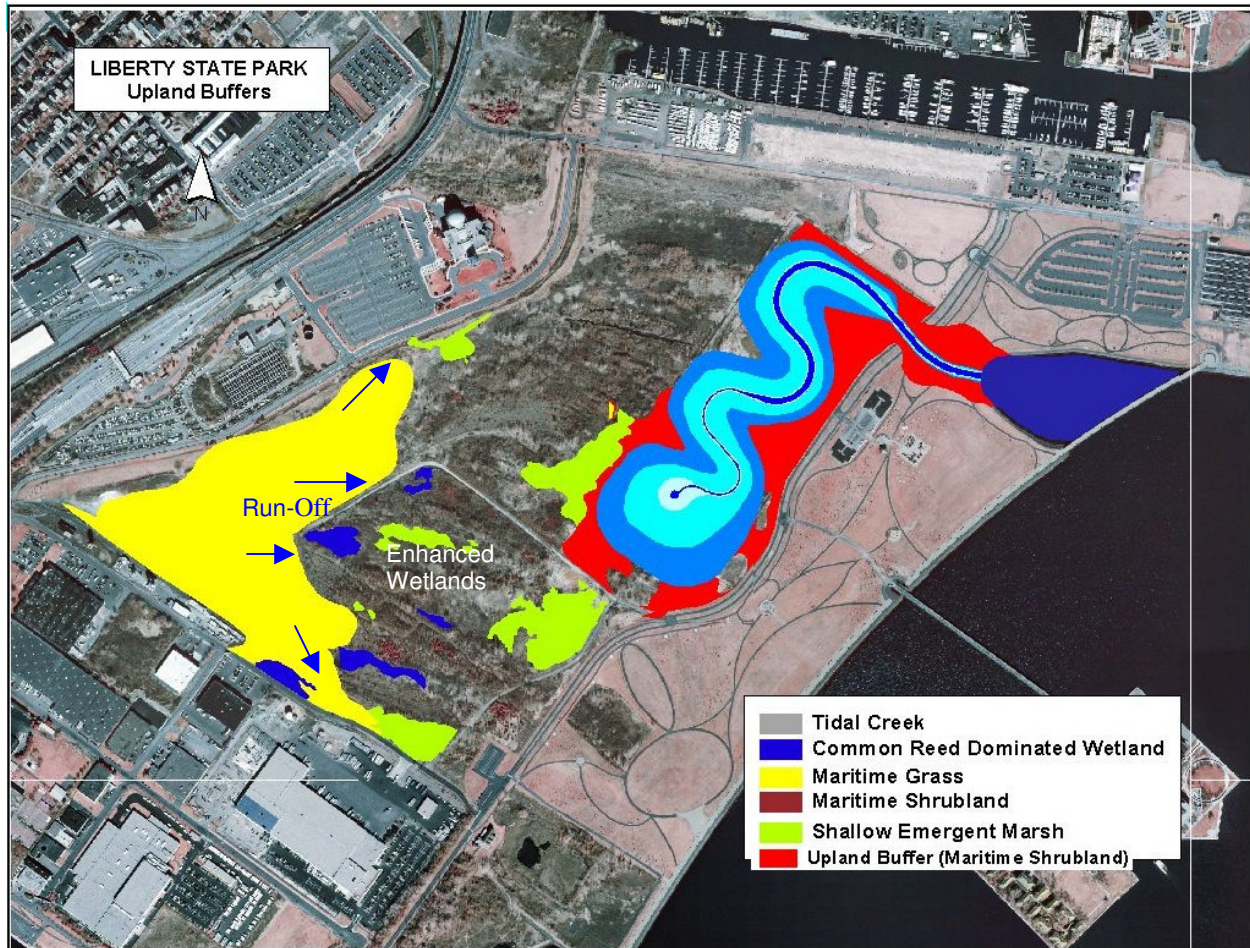 LIBERTY STATE PARK
Upland Buffers
N
Run-Off
Enhanced
Wetlands
Tidal Creek
Common Reed Dominated Wetland
Maritime Grass
Maritime Shrubland
Shallow Emergent Marsh
Upland Buffer (Maritime Shrubland)